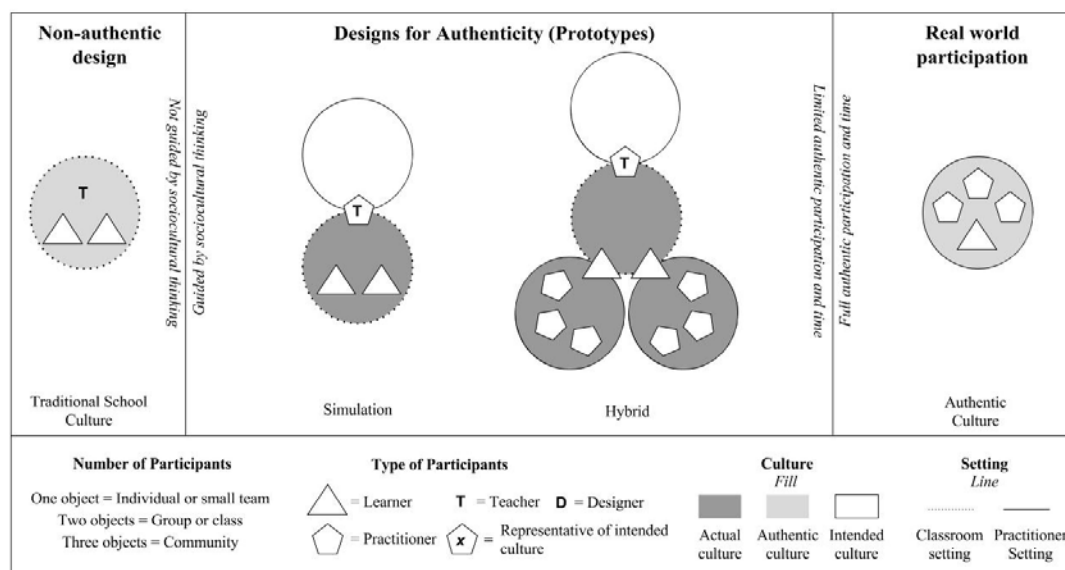 Non-authentic
design
Designs for Authenticity (Prototypes)
Real world
participation
T
Not guided by sociocultural thinking
Guided by sociocultural thinking
T
T
Limited authentic participation and time
Full authentic participation and time
Traditional School
Culture
Simulation
Hybrid
Authentic
Culture
Number of Participants
One object = Individual or small team
Two objects = Group or class
Three objects = Community
Type of Participants
= Learner
T = Teacher
D = Designer
= Practitioner
x = Representative of intended
culture
Culture
Fill
Actual
culture
Authentic
culture
Intended
culture
Setting
Line
Classroom
setting
Practitioner
Setting